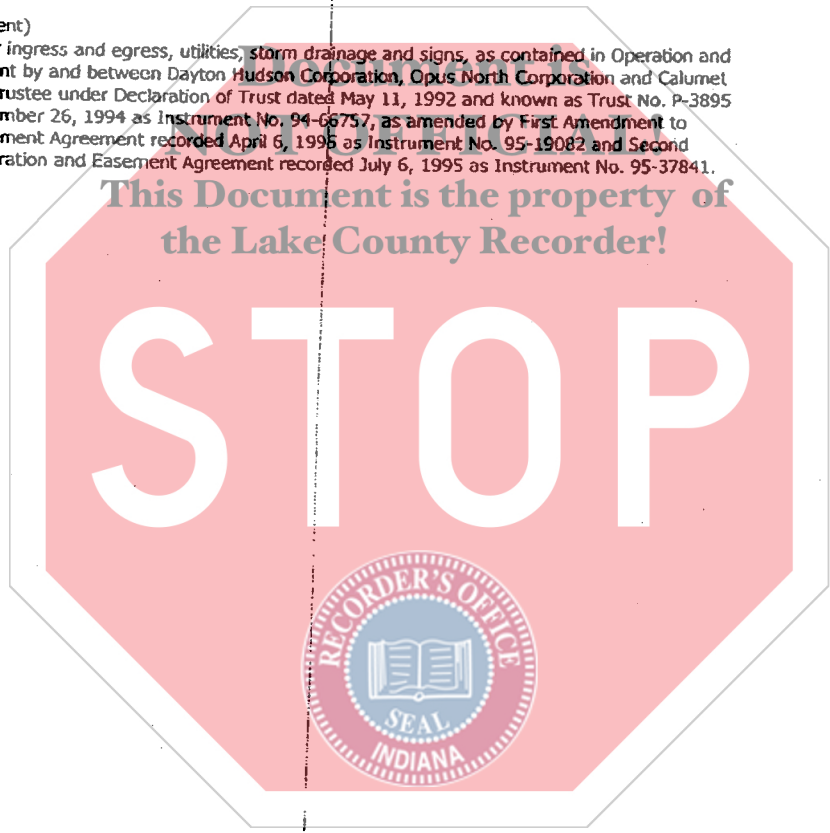 ent)
ingress and egress, utilities, storm drainage and signs, as contained in Operation and
nt by and between Dayton Hudson Corporation, Opus North Corporation and Calumet
rustee under Declaration of Trust dated May 11, 1992 and known as Trust No. P-3895
mber 26, 1994 as Instrument No. 94-66757, as amended by First Amendment to
ment Agreement recorded April 6, 1995 as Instrument No. 95-19082 and Second
ration and Easement Agreement recorded July 6, 1995 as Instrument No. 95-37841.
Document is
NOT OFFICIAL!
This Document is the property of
the Lake County Recorder!
STOP
RECORDER'S OFFICE
SEAL
INDIANA